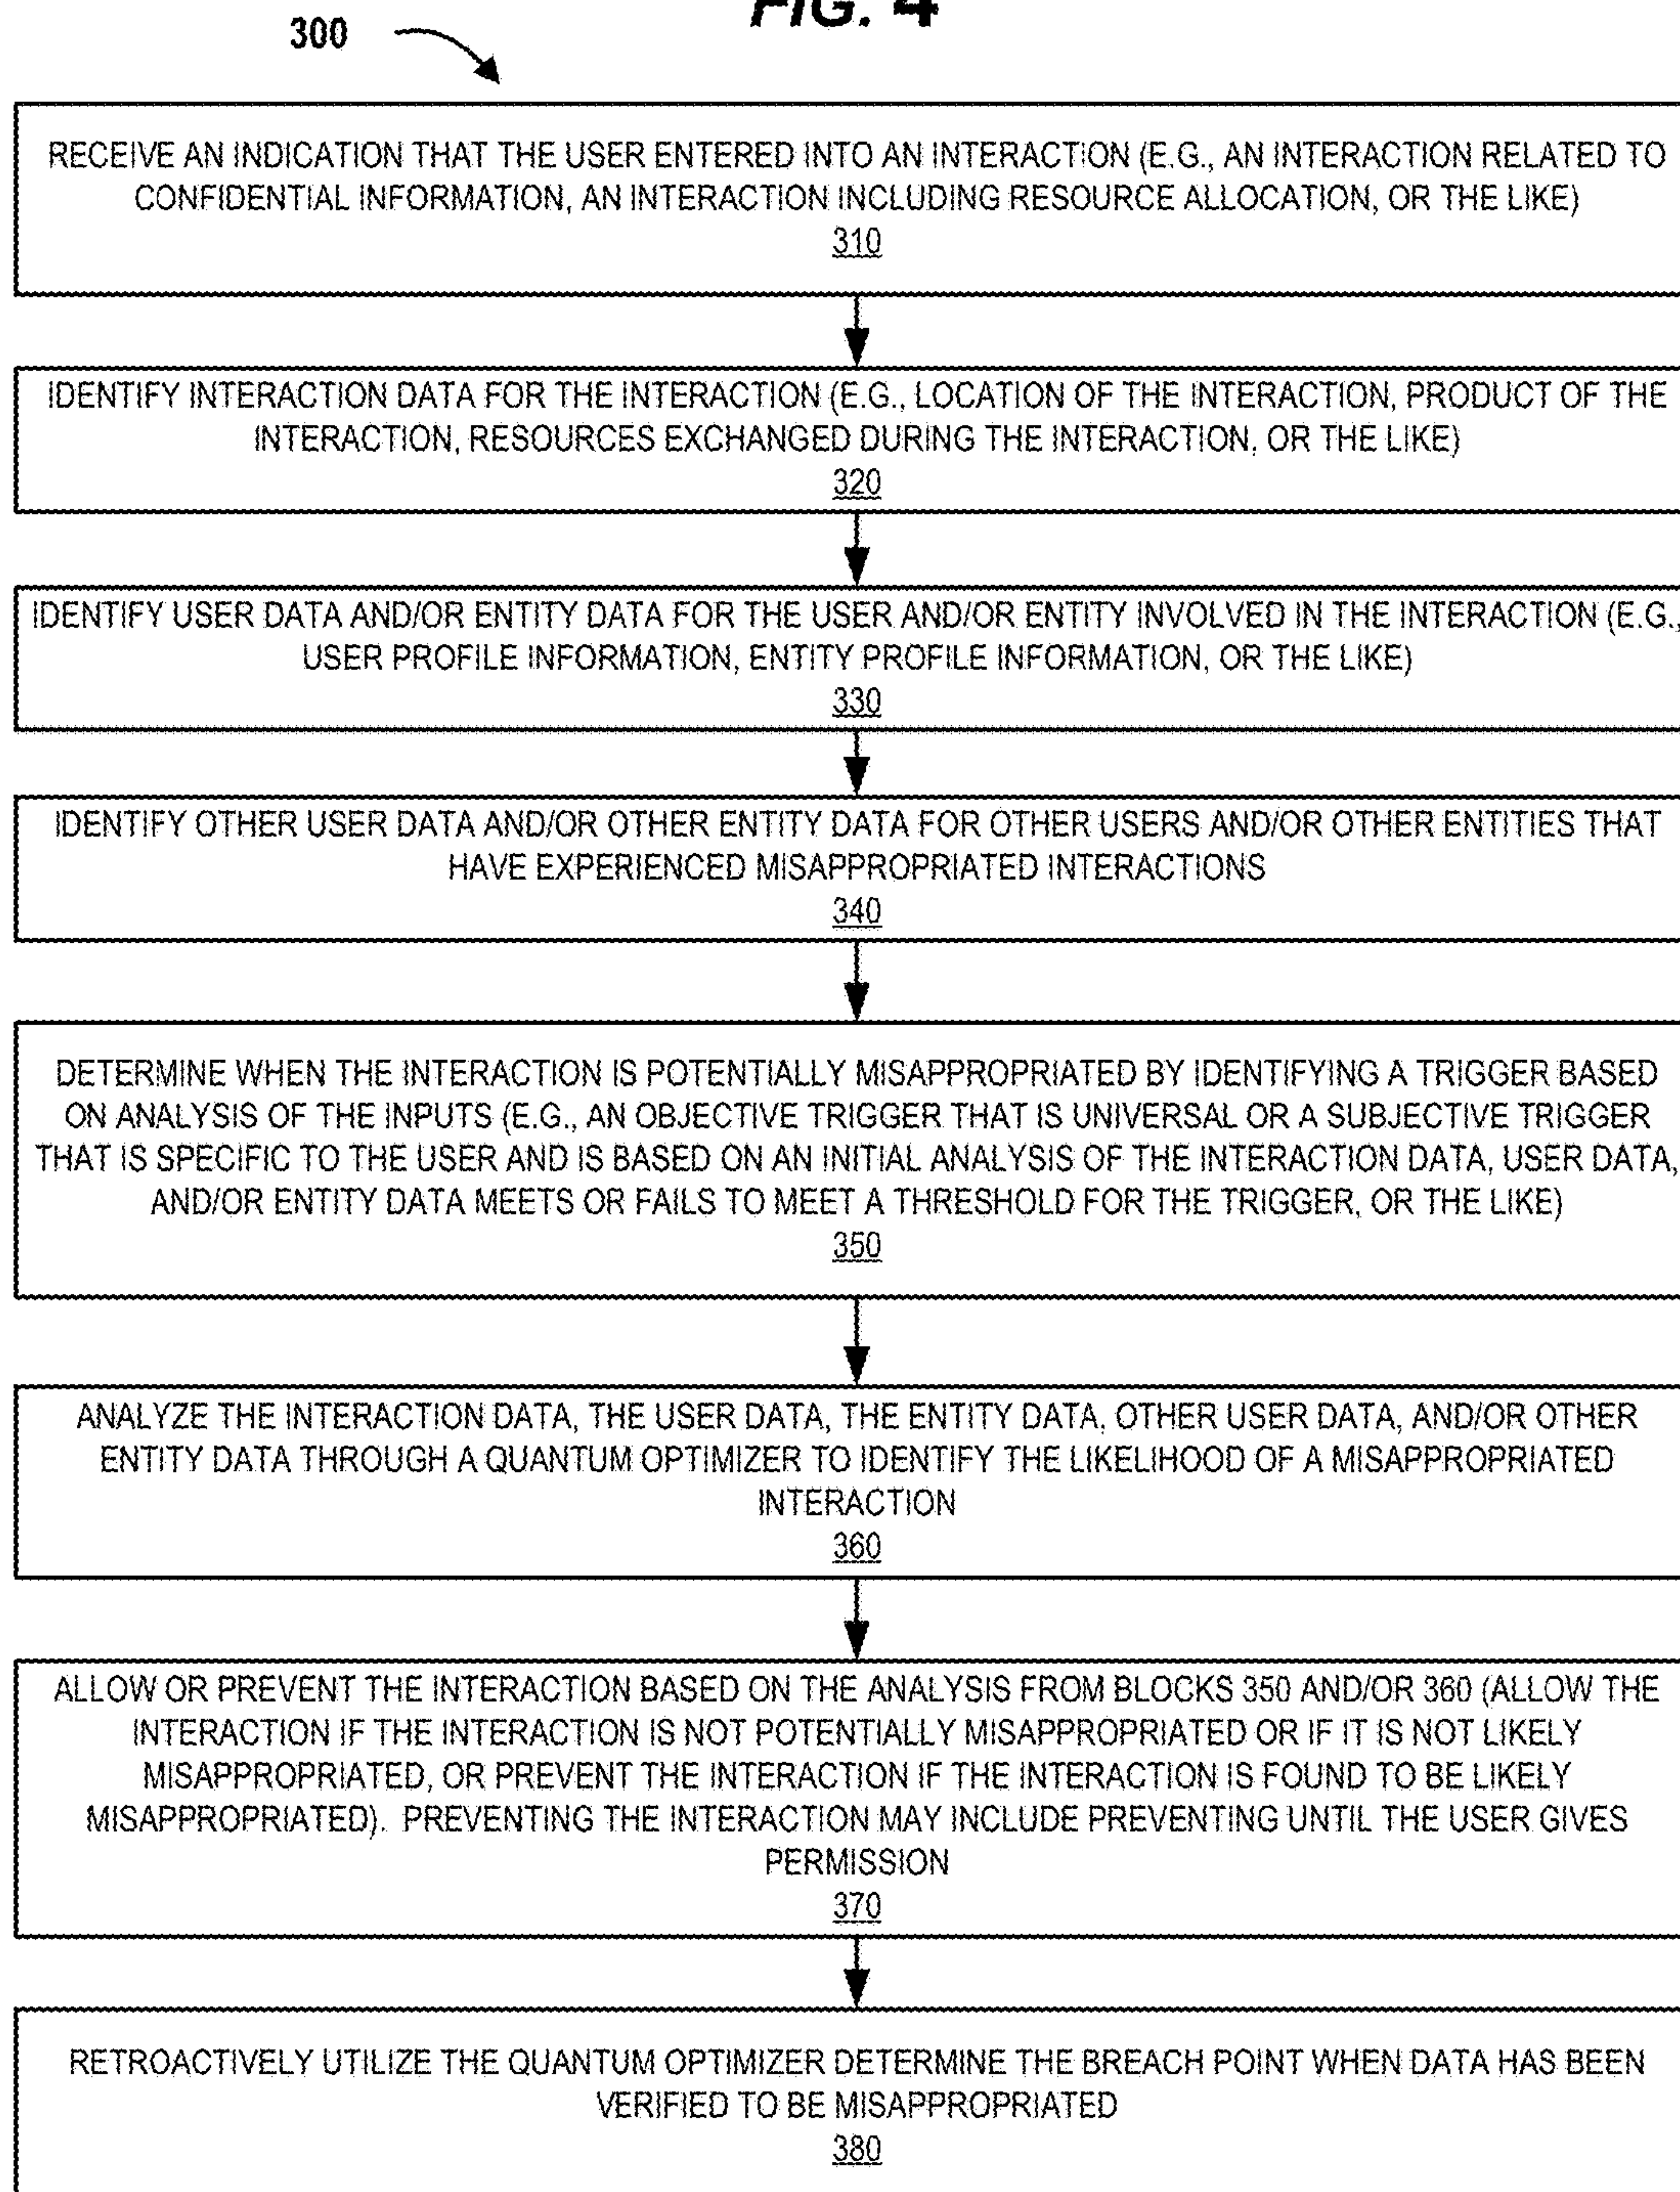 FIG. 4
300
RECEIVE AN INDICATION THAT THE USER ENTERED INTO AN INTERACTION (E.G., AN INTERACTION RELATED TO
CONFIDENTIAL INFORMATION, AN INTERACTION INCLUDING RESOURCE ALLOCATION, OR THE LIKE)
310
IDENTIFY INTERACTION DATA FOR THE INTERACTION (E.G., LOCATION OF THE INTERACTION, PRODUCT OF THE
INTERACTION, RESOURCES EXCHANGED DURING THE INTERACTION, OR THE LIKE)
320
IDENTIFY USER DATA AND/OR ENTITY DATA FOR THE USER AND/OR ENTITY INVOLVED IN THE INTERACTION (E.G.,
USER PROFILE INFORMATION, ENTITY PROFILE INFORMATION, OR THE LIKE)
330
IDENTIFY OTHER USER DATA AND/OR OTHER ENTITY DATA FOR OTHER USERS AND/OR OTHER ENTITIES THAT
HAVE EXPERIENCED MISAPPROPRIATED INTERACTIONS
340
DETERMINE WHEN THE INTERACTION IS POTENTIALLY MISAPPROPRIATED BY IDENTIFYING A TRIGGER BASED
ON ANALYSIS OF THE INPUTS (E.G., AN OBJECTIVE TRIGGER THAT IS UNIVERSAL OR A SUBJECTIVE TRIGGER
THAT IS SPECIFIC TO THE USER AND IS BASED ON AN INITIAL ANALYSIS OF THE INTERACTION DATA, USER DATA,
AND/OR ENTITY DATA MEETS OR FAILS TO MEET A THRESHOLD FOR THE TRIGGER, OR THE LIKE)
350
ANALYZE THE INTERACTION DATA, THE USER DATA, THE ENTITY DATA, OTHER USER DATA, AND/OR OTHER
ENTITY DATA THROUGH A QUANTUM OPTIMIZER TO IDENTIFY THE LIKELIHOOD OF A MISAPPROPRIATED
INTERACTION
360
ALLOW OR PREVENT THE INTERACTION BASED ON THE ANALYSIS FROM BLOCKS 350 AND/OR 360 (ALLOW THE
INTERACTION IF THE INTERACTION IS NOT POTENTIALLY MISAPPROPRIATED OR IF IT IS NOT LIKELY
MISAPPROPRIATED, OR PREVENT THE INTERACTION IF THE INTERACTION IS FOUND TO BE LIKELY
MISAPPROPRIATED). PREVENTING THE INTERACTION MAY INCLUDE PREVENTING UNTIL THE USER GIVES
PERMISSION
370
RETROACTIVELY UTILIZE THE QUANTUM OPTIMIZER DETERMINE THE BREACH POINT WHEN DATA HAS BEEN
VERIFIED TO BE MISAPPROPRIATED
380